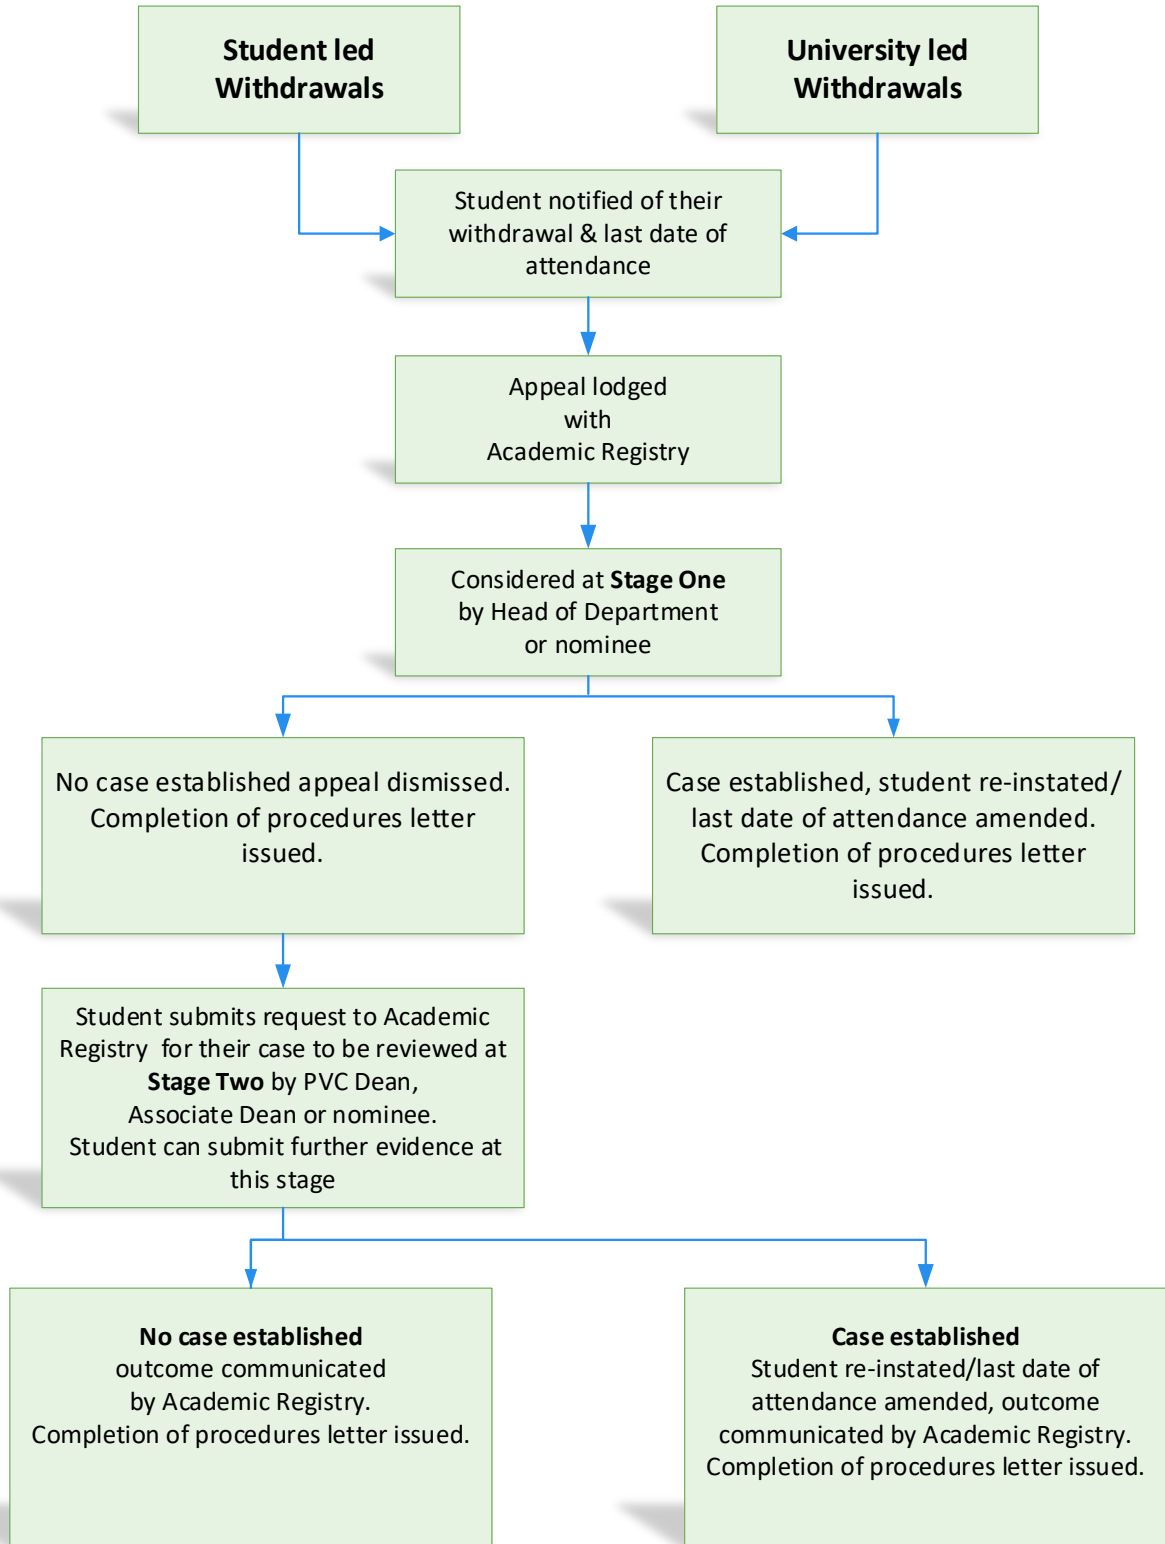 Student led
Withdrawals
University led
Withdrawals
Student notified of their
withdrawal & last date of
attendance
Appeal lodged
with
Academic Registry
Considered at Stage One
by Head of Department
or nominee
No case established appeal dismissed.
Completion of procedures letter
issued.
Case established, student re-instated/
last date of attendance amended.
Completion of procedures letter
issued.
Student submits request to Academic
Registry for their case to be reviewed at
Stage Two by PVC Dean,
Associate Dean or nominee.
Student can submit further evidence at
this stage
No case established
outcome communicated
by Academic Registry.
Completion of procedures letter issued.
Case established
Student re-instated/last date of
attendance amended, outcome
communicated by Academic Registry.
Completion of procedures letter issued.